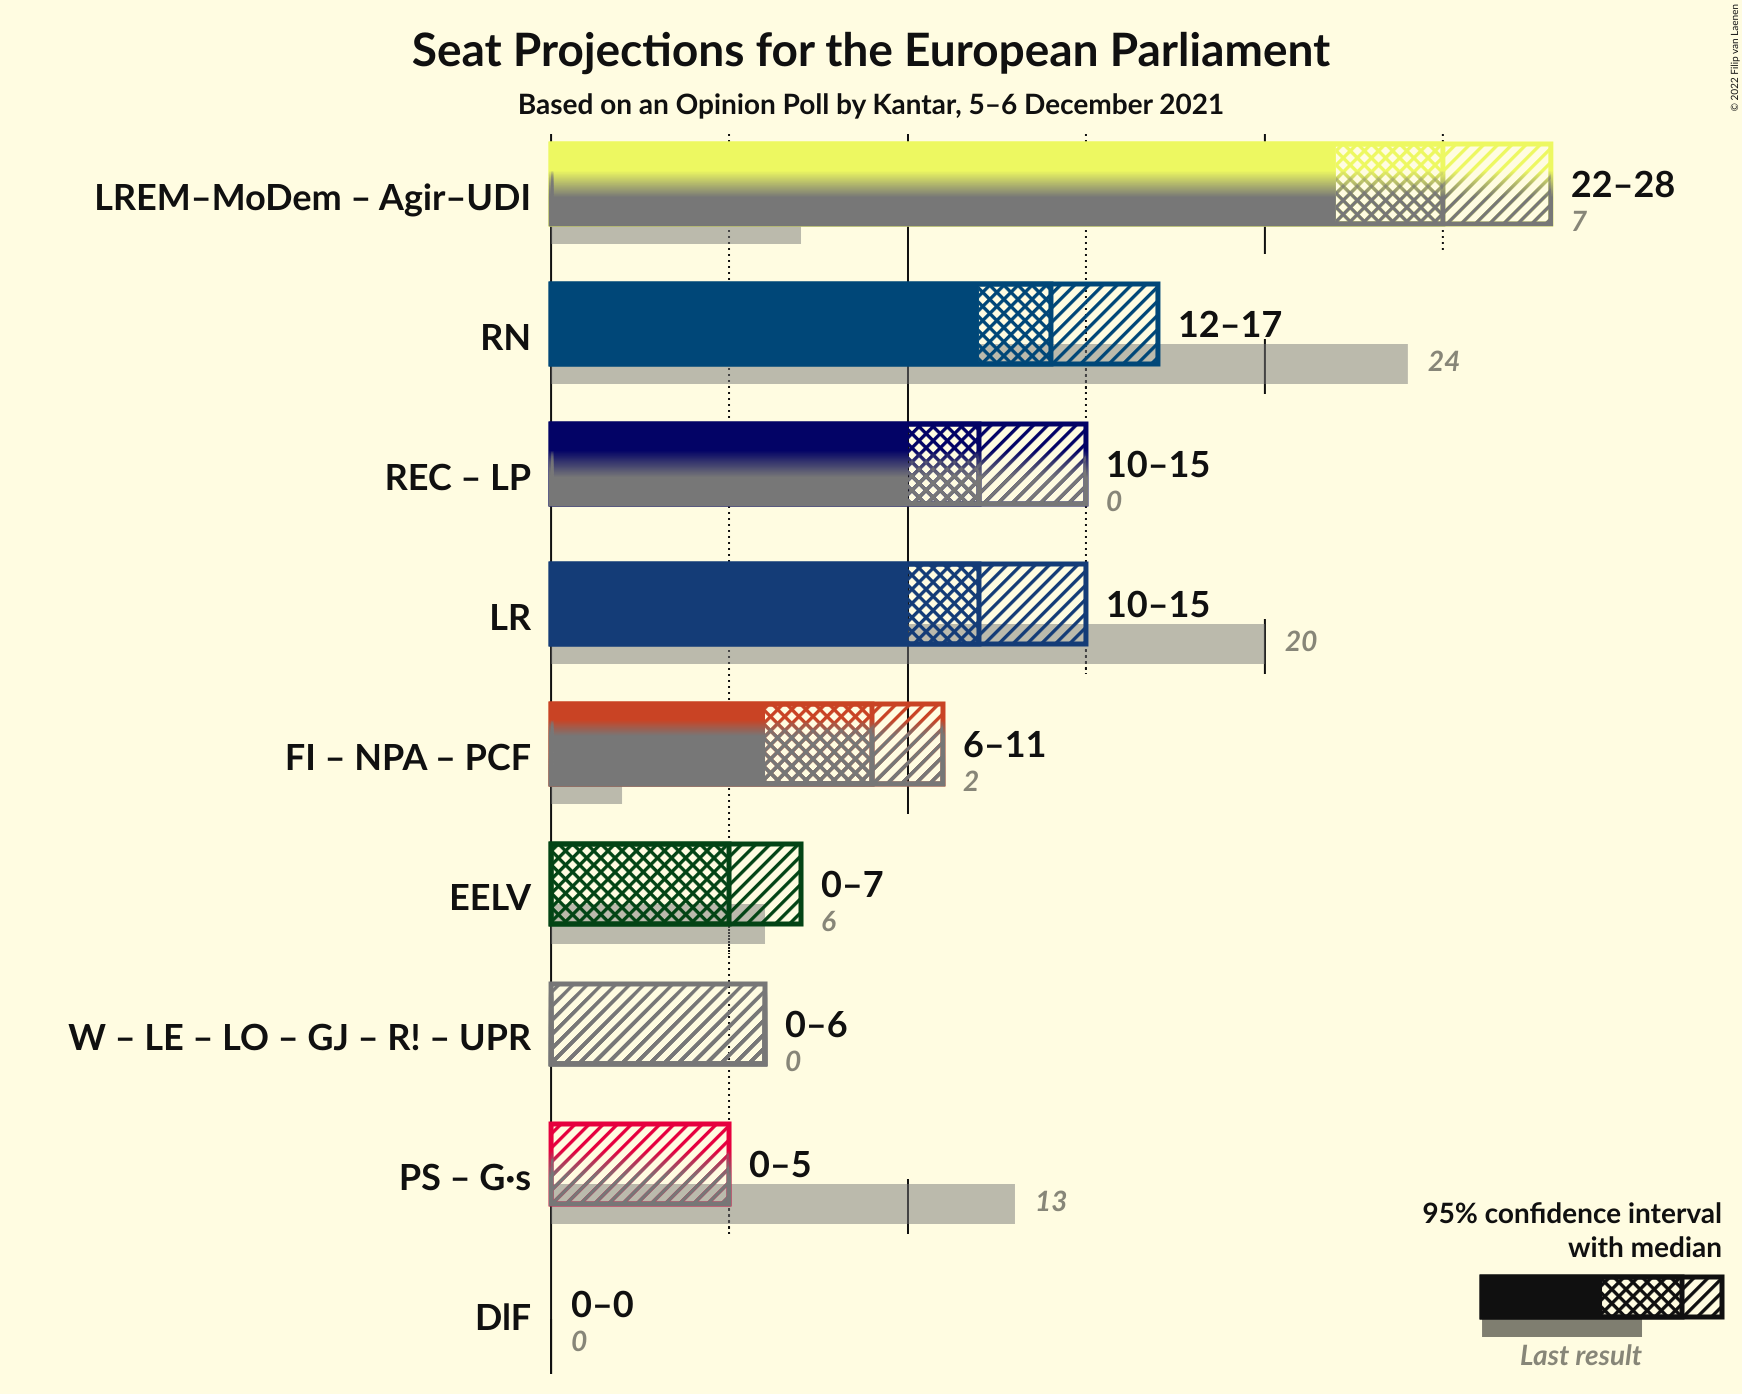 Seat Projections for the European Parliament
Based on an Opinion Poll by Kantar, 5–6 December 2021
© 2022 Filip van Laenen
LREM–MoDem – Agir–UDI
22–28
7
RN
12–17
24
REC – LP
10–15
0
LR
10–15
20
FI – NPA – PCF
6–11
2
EELV
0–7
6
W – LE – LO – GJ – R! – UPR
0–6
0
PS – G·s
0–5
13
DlF
0–0
0
95% confidence interval
with median
Last result